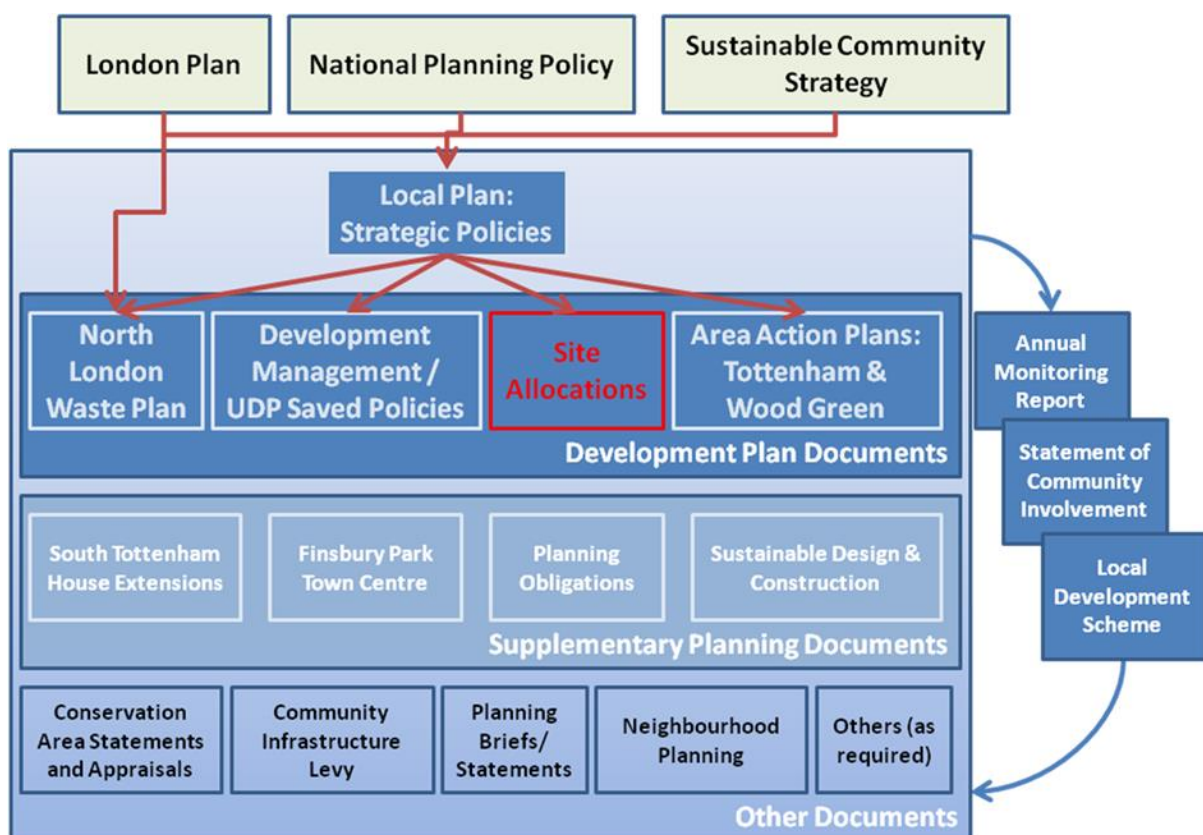 London Plan
National Planning Policy
Sustainable Community
Strategy
Local Plan:
Strategic Policies
North
London
Waste Plan
Development
Management /
UDP Saved Policies
Site
Allocations
Area Action Plans:
Tottenham &
Wood Green
Development Plan Documents
Annual
Monitoring
Report
Statement of
Community
Involvement
Local
Development
Scheme
South Tottenham
House Extensions
Finsbury Park
Town Centre
Planning
Obligations
Sustainable Design &
Construction
Supplementary Planning Documents
Conservation
Area Statements
and Appraisals
Community
Infrastructure
Levy
Planning
Briefs/
Statements
Neighbourhood
Planning
Others (as
required)
Other Documents